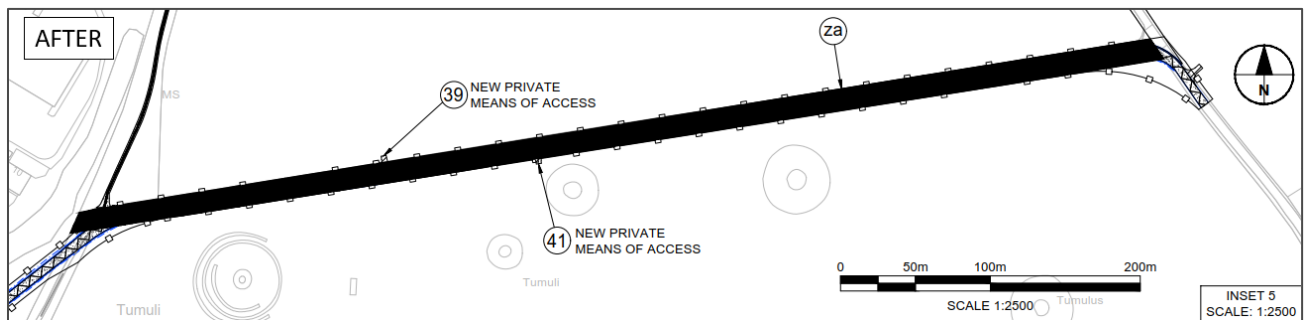 AFTER
MS
za
39 NEW PRIVATE
MEANS OF ACCESS
N
41 NEW PRIVATE
MEANS OF ACCESS
Tumuli
Tumuli
0 50m 100m 200m
SCALE 1:2500
Tumulus
INSET 5
SCALE: 1:2500